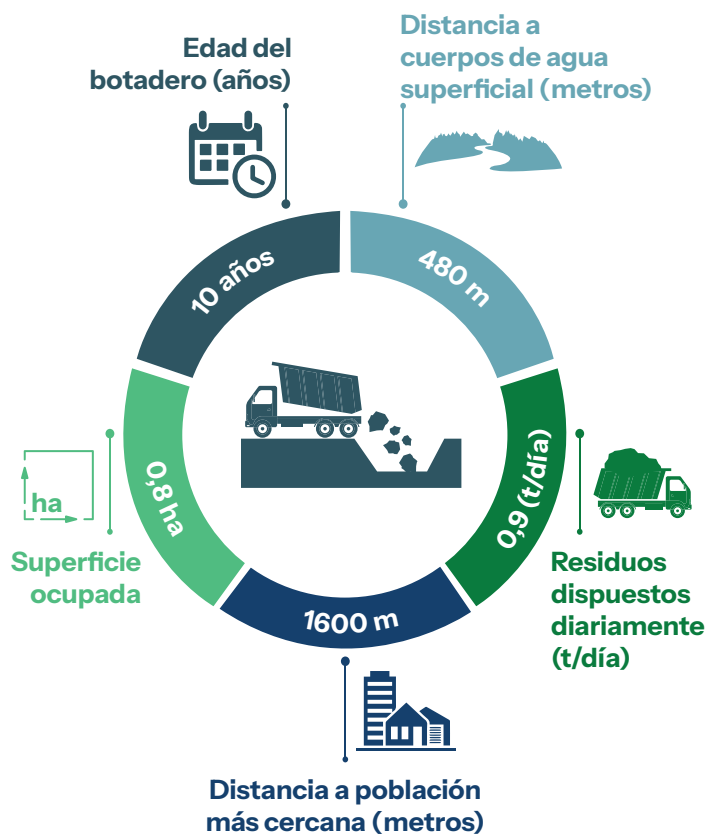 Edad del
botadero (años)
Distancia a
cuerpos de agua
superficial (metros)
10 años
480 m
0,8 ha
0,9 (t/día)
1600 m
ha
Superficie
ocupada
Residuos
dispuestos
diariamente
(t/día)
Distancia a población
más cercana (metros)